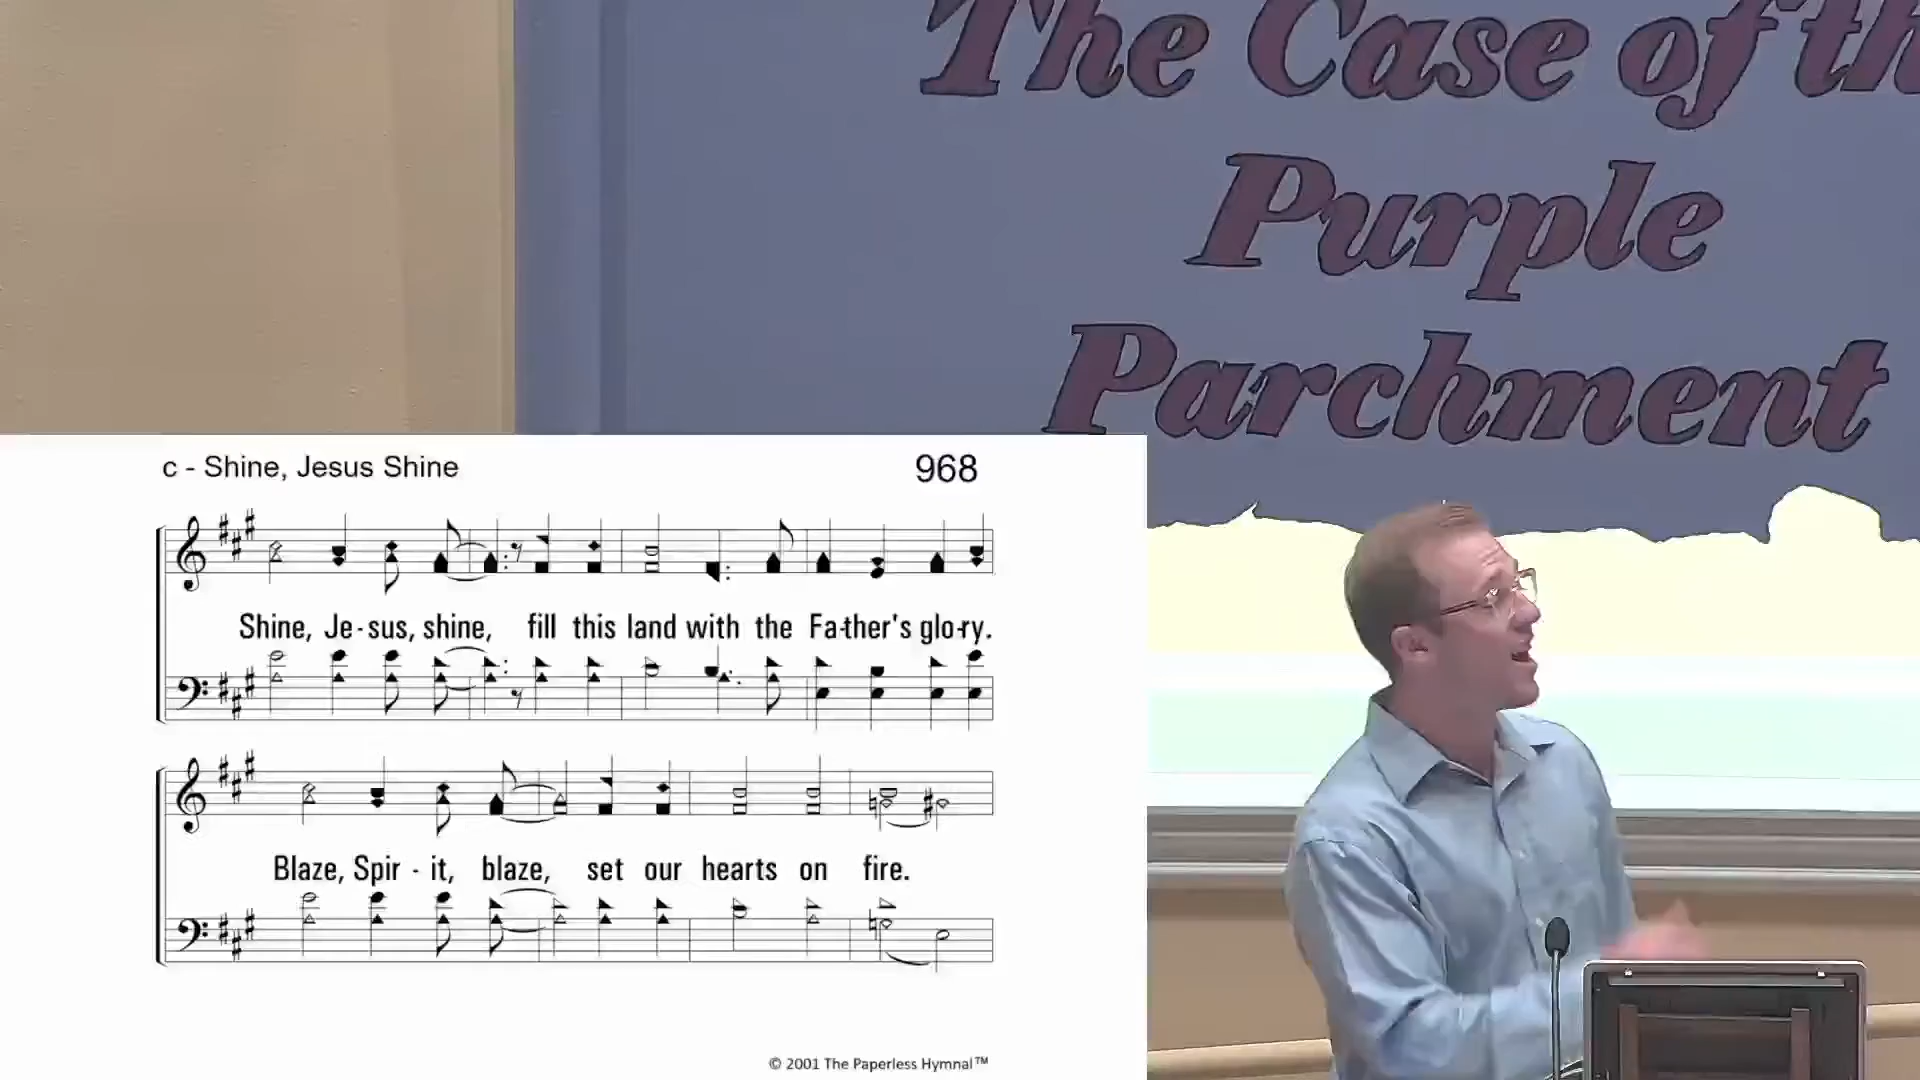 The Case of th
Purple
Parchment
c - Shine, Jesus Shine 968
Shine, Je-sus, shine, fill this land with the Fa-ther's glo-ry.
Blaze, Spir - it, blaze, set our hearts on fire.
© 2001 The Paperless Hymnal™